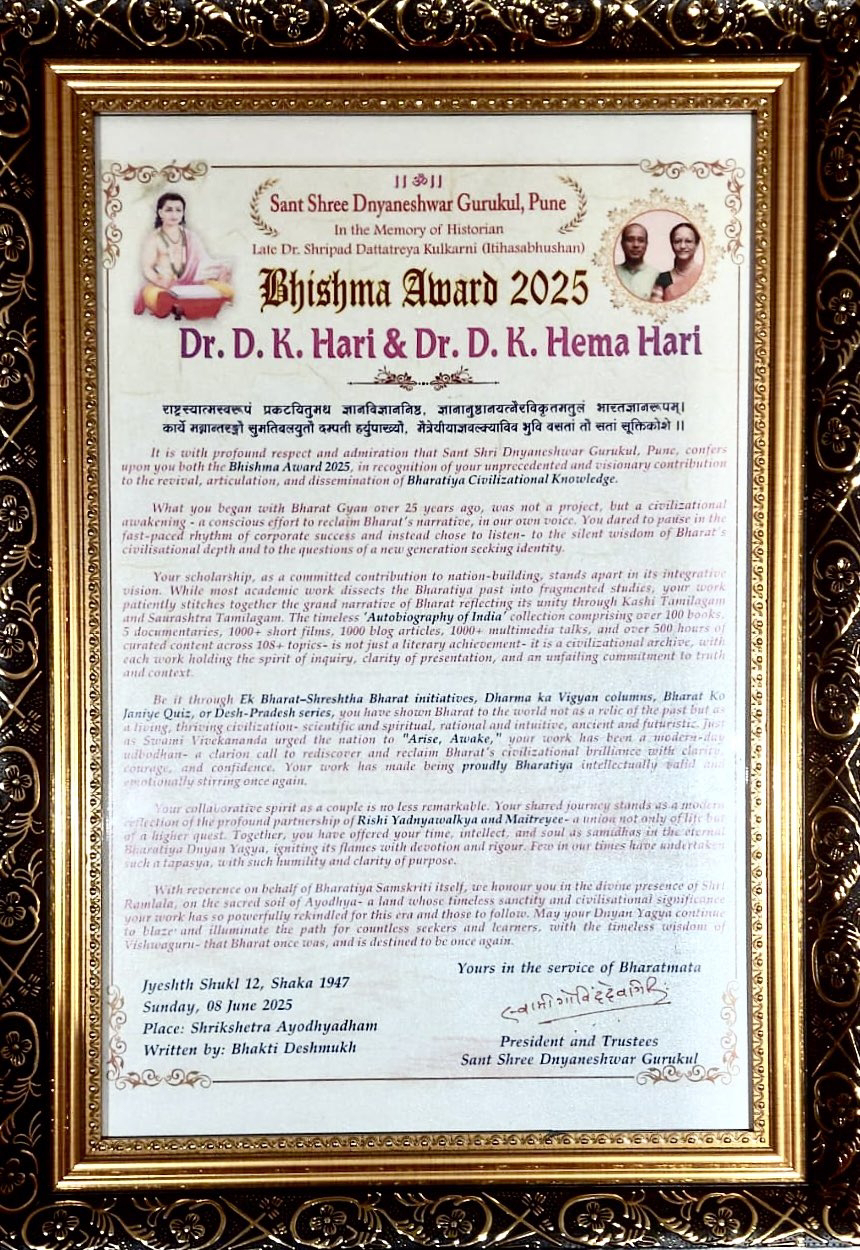 ॥ ॐ ॥
Sant Shree Dnyaneshwar Gurukul, Pune
In the Memory of Historian
Late Dr. Shripad Dattatreya Kulkarni (Itihasabhushan)
Bhishma Award 2025
Dr. D. K. Hari & Dr. D. K. Hema Hari
राष्ट्रस्यात्मस्वरूपं प्रकटयितुमथ ज्ञानविज्ञाननिष्ठ, ज्ञानानुष्ठानयत्नैरविकृतमतुलं भारतज्ञानरूपम्।
कार्ये मग्नान्तरङ्गौ सुमतिबलयुतौ दम्पती हर्युपाख्यौ, मैत्रेयीयाज्ञवल्क्याविव भुवि वसतां तौ सतां सूक्तिकोशे ॥
It is with profound respect and admiration that Sant Shri Dnyaneshwar Gurukul, Pune, confers
upon you both the Bhishma Award 2025, in recognition of your unprecedented and visionary contribution
to the revival, articulation, and dissemination of Bharatiya Civilizational Knowledge.
What you began with Bharat Gyan over 25 years ago, was not a project, but a civilizational
awakening - a conscious effort to reclaim Bharat's narrative, in our own voice. You dared to pause in the
fast-paced rhythm of corporate success and instead chose to listen- to the silent wisdom of Bharat's
civilisational depth and to the questions of a new generation seeking identity.
Your scholarship, as a committed contribution to nation-building, stands apart in its integrative
vision. While most academic work dissects the Bharatiya past into fragmented studies, your work
patiently stitches together the grand narrative of Bharat reflecting its unity through Kashi Tamilagam
and Saurashtra Tamilagam. The timeless 'Autobiography of India' collection comprising over 100 books,
5 documentaries, 1000+ short films, 1000 blog articles, 1000+ multimedia talks, and over 500 hours of
curated content across 108+ topics- is not just a literary achievement- it is a civilizational archive, with
each work holding the spirit of inquiry, clarity of presentation, and an unfailing commitment to truth
and context.
Be it through Ek Bharat–Shreshtha Bharat initiatives, Dharma ka Vigyan columns, Bharat Ko
Janiye Quiz, or Desh-Pradesh series, you have shown Bharat to the world not as a relic of the past but as
a living, thriving civilization- scientific and spiritual, rational and intuitive, ancient and futuristic. Just
as Swami Vivekananda urged the nation to "Arise, Awake," your work has been a modern-day
udbodhan- a clarion call to rediscover and reclaim Bharat's civilizational brilliance with clarity,
courage, and confidence. Your work has made being proudly Bharatiya intellectually valid and
emotionally stirring once again.
Your collaborative spirit as a couple is no less remarkable. Your shared journey stands as a modern
reflection of the profound partnership of Rishi Yadnyawalkya and Maitreyee- a union not only of life but
of a higher quest. Together, you have offered your time, intellect, and soul as samidhas in the eternal
Bharatiya Dnyan Yagya, igniting its flames with devotion and rigour. Few in our times have undertaken
such a tapasya, with such humility and clarity of purpose.
With reverence on behalf of Bharatiya Samskriti itself, we honour you in the divine presence of Shri
Ramlala, on the sacred soil of Ayodhya- a land whose timeless sanctity and civilisational significance
your work has so powerfully rekindled for this era and those to follow. May your Dnyan Yagya continue
to blaze and illuminate the path for countless seekers and learners, with the timeless wisdom of
Vishwaguru- that Bharat once was, and is destined to be once again.
Yours in the service of Bharatmata
Jyeshth Shukl 12, Shaka 1947
Sunday, 08 June 2025
Place: Shrikshetra Ayodhyadham
Written by: Bhakti Deshmukh
स्वामी गोविंददेवगिरि
President and Trustees
Sant Shree Dnyaneshwar Gurukul